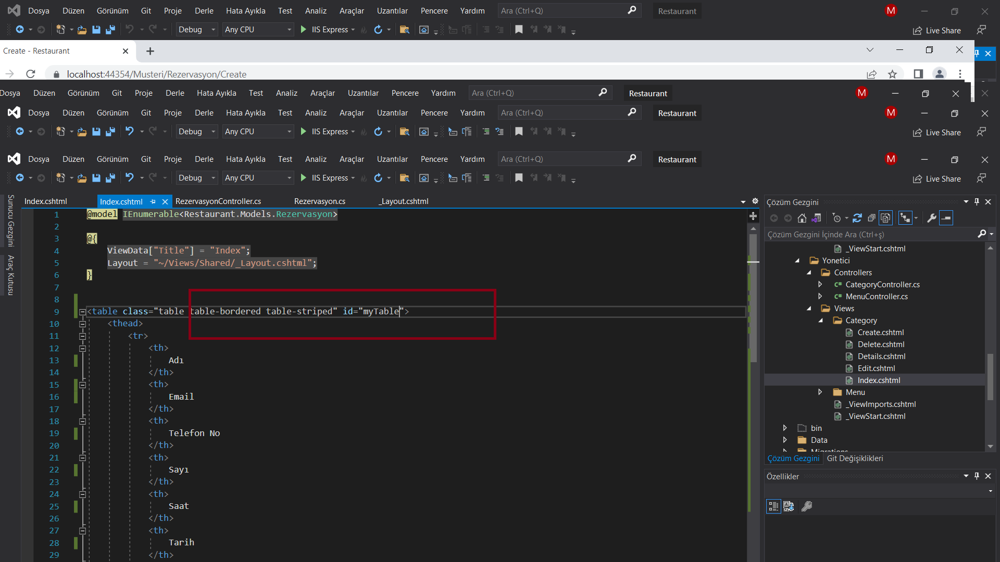 Dosya Düzen Görünüm Git Proje Derle Hata Ayıkla Test Analiz Araçlar Uzantılar Pencere Yardım Ara (Ctrl+Q) Restaurant M
Debug Any CPU IIS Express Live Share
Create - Restaurant
localhost:44354/Musteri/Rezervasyon/Create
Dosya Düzen Görünüm Git Proje Derle Hata Ayıkla Test Analiz Araçlar Uzantılar Pencere Yardım Ara (Ctrl+Q) Restaurant M
Dosya Düzen Görünüm Git Proje Derle Hata Ayıkla Test Analiz Araçlar Uzantılar Pencere Yardım Ara (Ctrl+Q) Restaurant M
Debug Any CPU IIS Express Live Share
Dosya Düzen Görünüm Git Proje Derle Hata Ayıkla Test Analiz Araçlar Uzantılar Pencere Yardım Ara (Ctrl+Q) Restaurant M
Debug Any CPU IIS Express Live Share
Sunucu Gezgini
Araç Kutusu
Index.cshtml Index.cshtml RezervasyonController.cs Rezervasyon.cs _Layout.cshtml
1 @model IEnumerable<Restaurant.Models.Rezervasyon>
2
3 @{
4 ViewData["Title"] = "Index";
5 Layout = "~/Views/Shared/_Layout.cshtml";
6 }
7
8
9 <table class="table table-bordered table-striped" id="myTable">
10 <thead>
11 <tr>
12 <th>
13 Adı
14 </th>
15 <th>
16 Email
17 </th>
18 <th>
19 Telefon No
20 </th>
21 <th>
22 Sayı
23 </th>
24 <th>
25 Saat
26 </th>
27 <th>
28 Tarih
29 </th>
Çözüm Gezgini
Çözüm Gezgini İçinde Ara (Ctrl+ş)
_ViewStart.cshtml
Yonetici
Controllers
C# CategoryController.cs
C# MenuController.cs
Views
Category
Create.cshtml
Delete.cshtml
Details.cshtml
Edit.cshtml
Index.cshtml
Menu
_ViewImports.cshtml
_ViewStart.cshtml
bin
Data
Migrations
Çözüm Gezgini Git Değişiklikleri
Özellikler